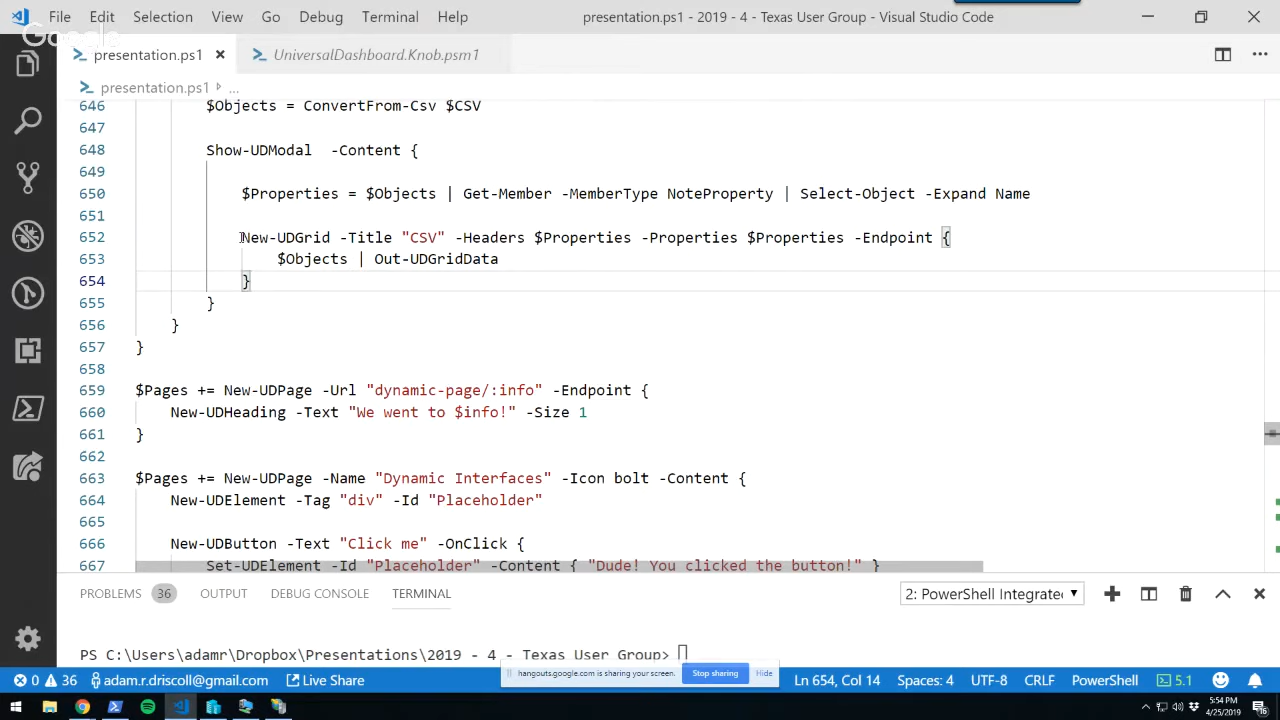 File Edit Selection View Go Debug Terminal Help presentation.ps1 - 2019 - 4 - Texas User Group - Visual Studio Code
Google
presentation.ps1 UniversalDashboard.Knob.psm1
presentation.ps1 ...
646 $Objects = ConvertFrom-Csv $CSV
647
648 Show-UDModal -Content {
649
650 $Properties = $Objects | Get-Member -MemberType NoteProperty | Select-Object -Expand Name
651
652 New-UDGrid -Title "CSV" -Headers $Properties -Properties $Properties -Endpoint {
653 $Objects | Out-UDGridData
654 }
655 }
656 }
657 }
658
659 $Pages += New-UDPage -Url "dynamic-page/:info" -Endpoint {
660 New-UDHeading -Text "We went to $info!" -Size 1
661 }
662
663 $Pages += New-UDPage -Name "Dynamic Interfaces" -Icon bolt -Content {
664 New-UDElement -Tag "div" -Id "Placeholder"
665
666 New-UDButton -Text "Click me" -OnClick {
667 Set-UDElement -Id "Placeholder" -Content { "Dude! You clicked the button!" }
PROBLEMS 36 OUTPUT DEBUG CONSOLE TERMINAL 2: PowerShell Integrate
PS C:\Users\adamr\Dropbox\Presentations\2019 - 4 - Texas User Group>
hangouts.google.com is sharing your screen. Stop sharing Hide
0 36 adam.r.driscoll@gmail.com Live Share Ln 654, Col 14 Spaces: 4 UTF-8 CRLF PowerShell 5.1
5:54 PM
4/25/2019
16